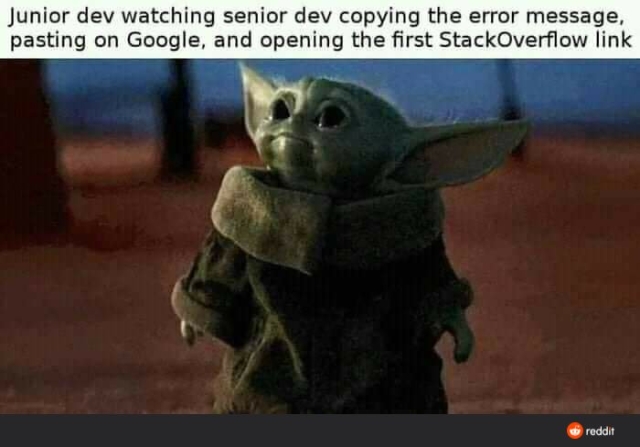 Junior dev watching senior dev copying the error message,
pasting on Google, and opening the first StackOverflow link
reddit